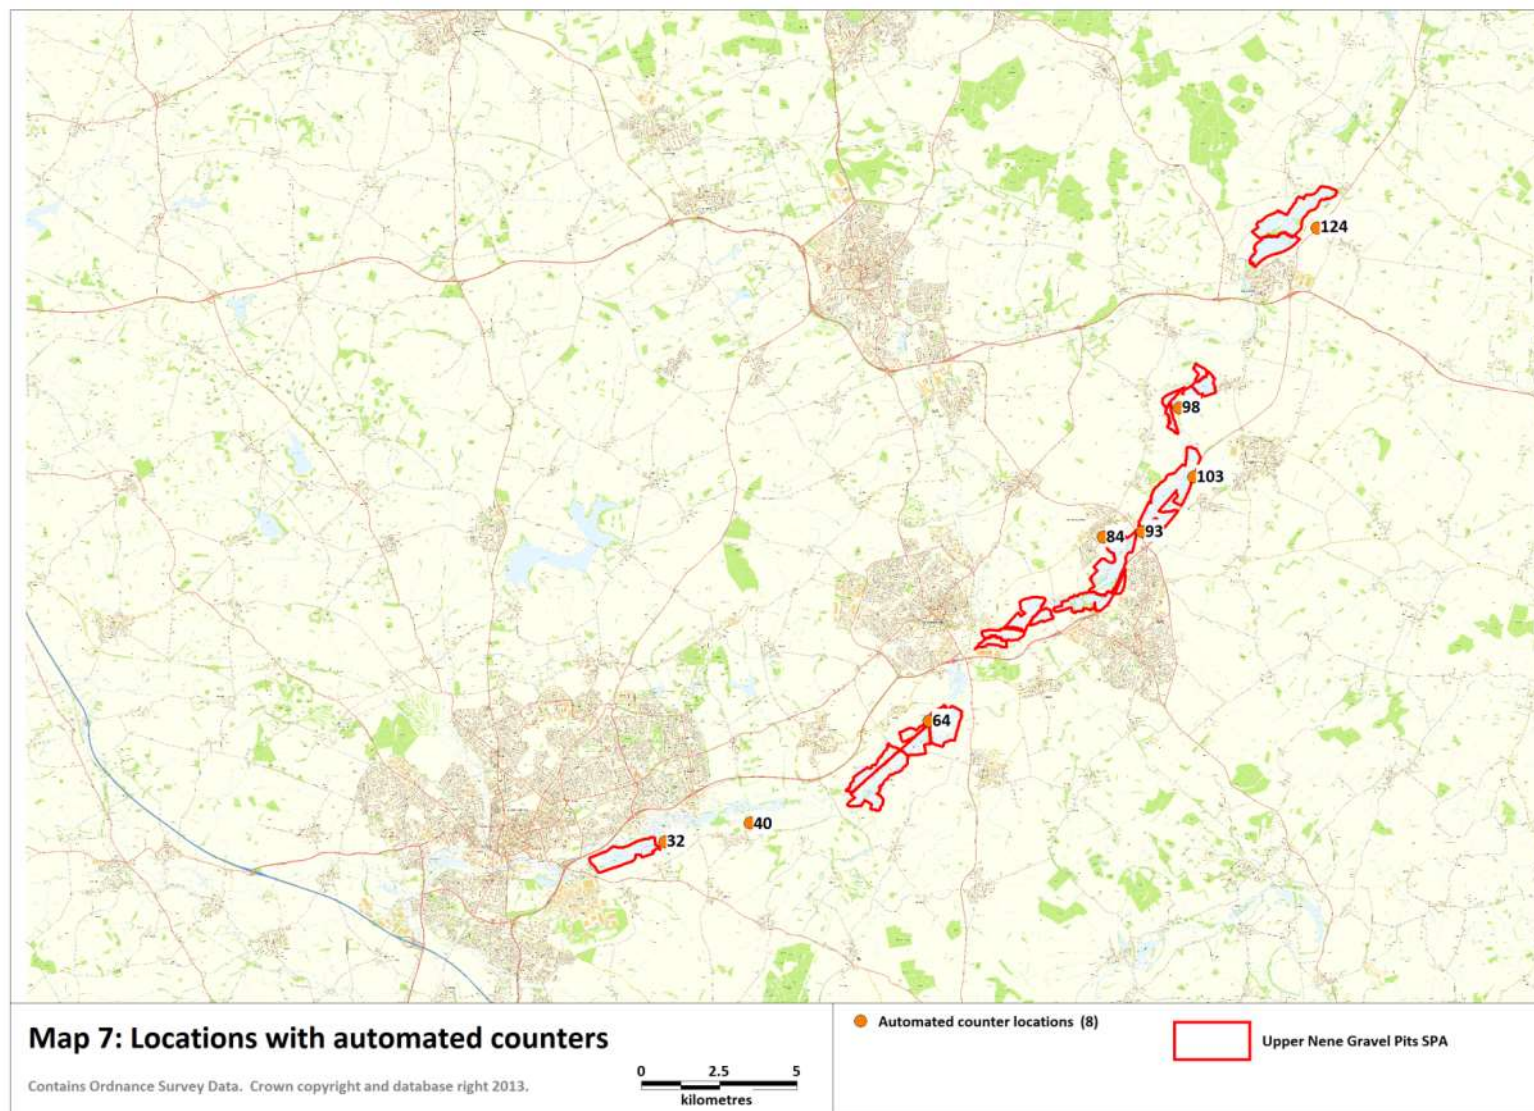 124
98
103
84
93
64
40
32
Map 7: Locations with automated counters
Contains Ordnance Survey Data. Crown copyright and database right 2013.
0 2.5 5
kilometres
Automated counter locations (8)
Upper Nene Gravel Pits SPA